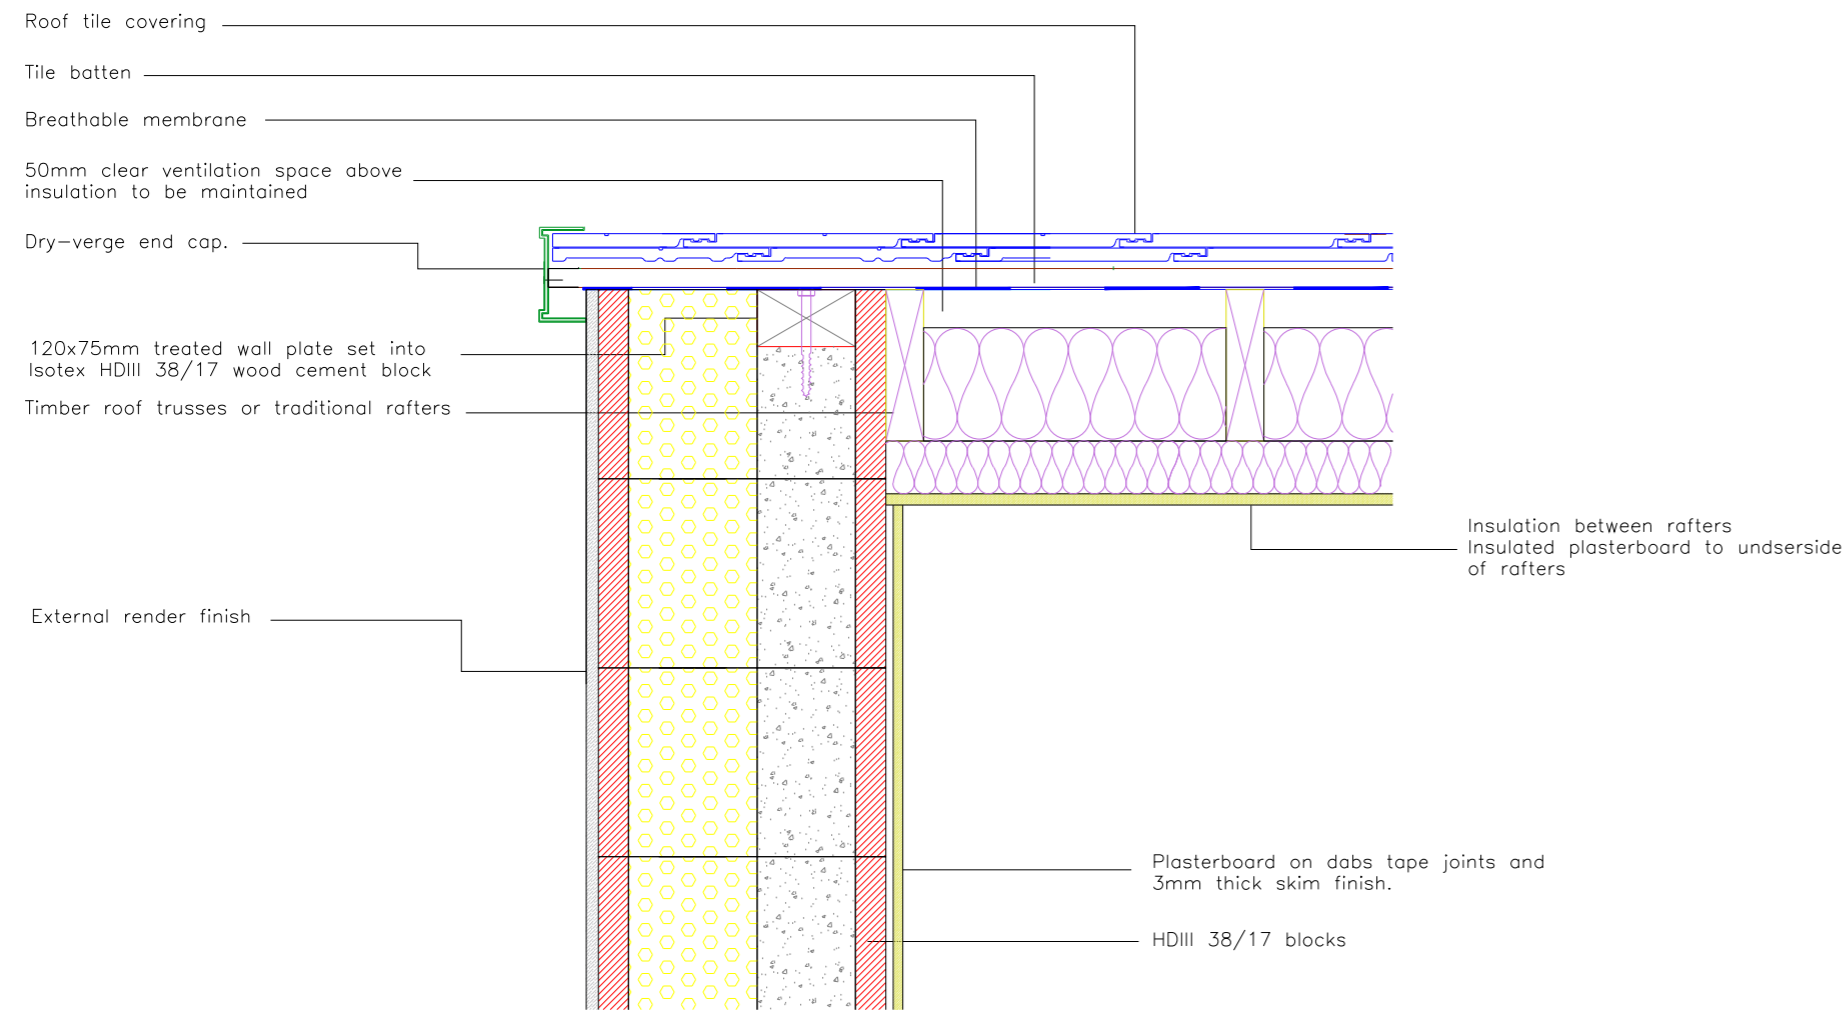 Roof tile covering
Tile batten
Breathable membrane
50mm clear ventilation space above
insulation to be maintained
Dry-verge end cap.
120x75mm treated wall plate set into
Isotex HDIII 38/17 wood cement block
Timber roof trusses or traditional rafters
Insulation between rafters
Insulated plasterboard to undserside
of rafters
External render finish
Plasterboard on dabs tape joints and
3mm thick skim finish.
HDIII 38/17 blocks